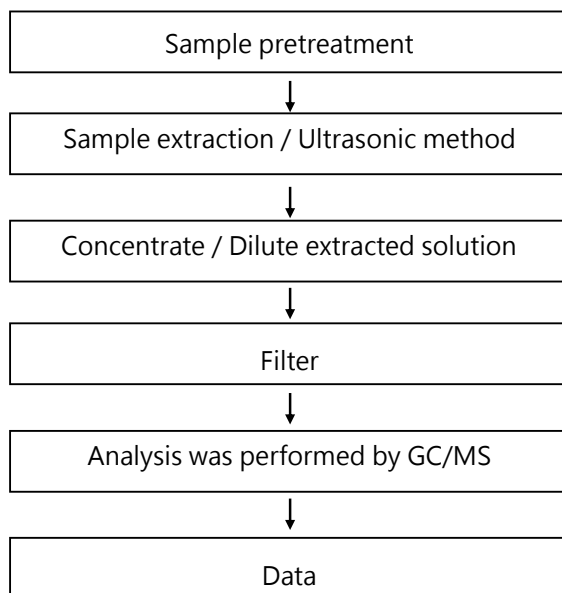 Sample pretreatment
Sample extraction / Ultrasonic method
Concentrate / Dilute extracted solution
Filter
Analysis was performed by GC/MS
Data